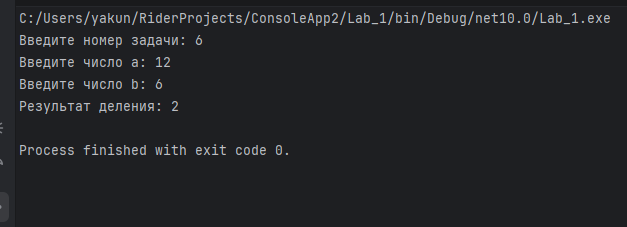 C:/Users/yakun/RiderProjects/ConsoleApp2/Lab_1/bin/Debug/net10.0/Lab_1.exe
Введите номер задачи: 6
Введите число a: 12
Введите число b: 6
Результат деления: 2
Process finished with exit code 0.